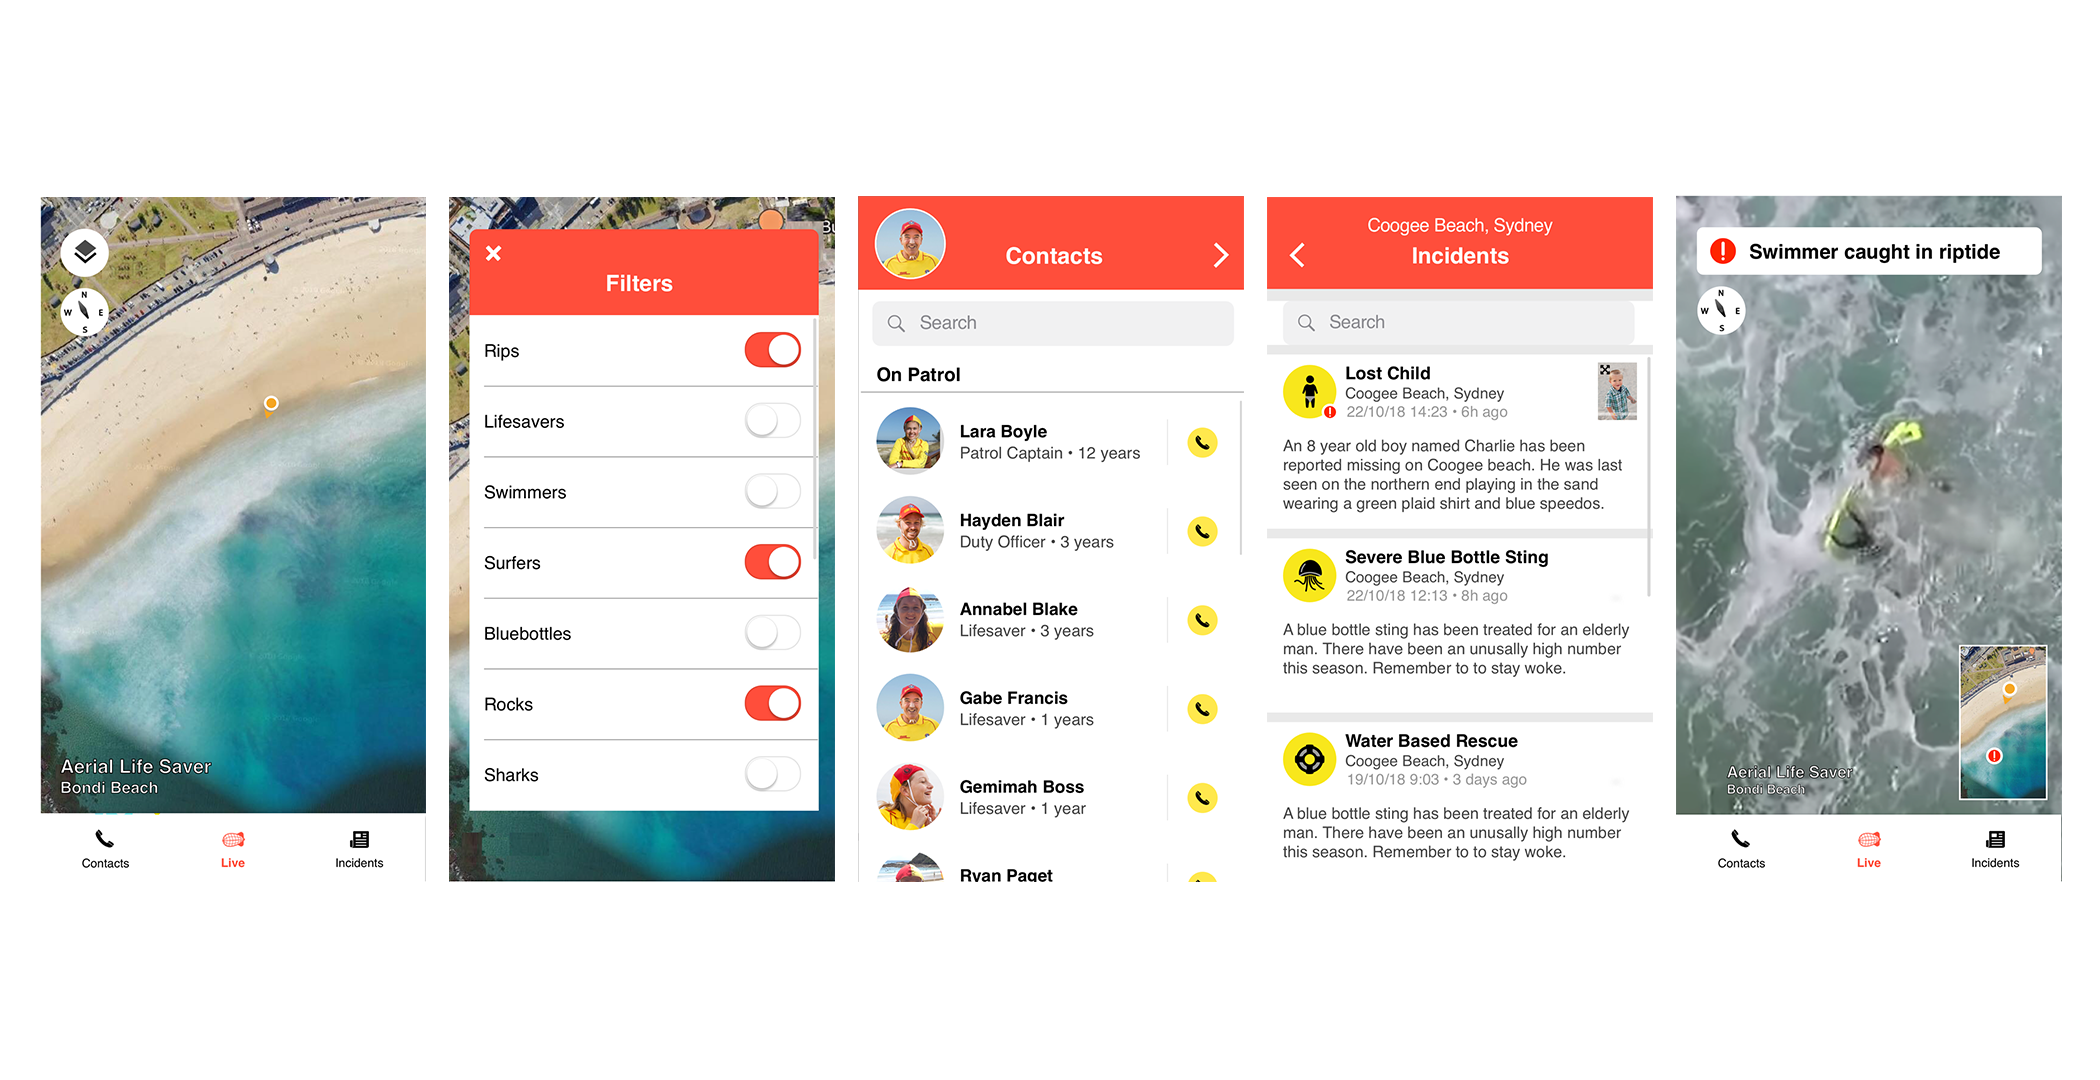 N
W E
S
Aerial Life Saver
Bondi Beach
Contacts
Live
Incidents
Filters
Rips
Lifesavers
Swimmers
Surfers
Bluebottles
Rocks
Sharks
Contacts
Search
On Patrol
Lara Boyle
Patrol Captain • 12 years
Hayden Blair
Duty Officer • 3 years
Annabel Blake
Lifesaver • 3 years
Gabe Francis
Lifesaver • 1 years
Gemimah Boss
Lifesaver • 1 year
Ryan Paget
Coogee Beach, Sydney
Incidents
Search
Lost Child
Coogee Beach, Sydney
22/10/18 14:23 • 6h ago
An 8 year old boy named Charlie has been
reported missing on Coogee beach. He was last
seen on the northern end playing in the sand
wearing a green plaid shirt and blue speedos.
Severe Blue Bottle Sting
Coogee Beach, Sydney
22/10/18 12:13 • 8h ago
A blue bottle sting has been treated for an elderly
man. There have been an unusally high number
this season. Remember to to stay woke.
Water Based Rescue
Coogee Beach, Sydney
19/10/18 9:03 • 3 days ago
A blue bottle sting has been treated for an elderly
man. There have been an unusally high number
this season. Remember to to stay woke.
Swimmer caught in riptide
N
W E
S
Aerial Life Saver
Bondi Beach
Contacts
Live
Incidents